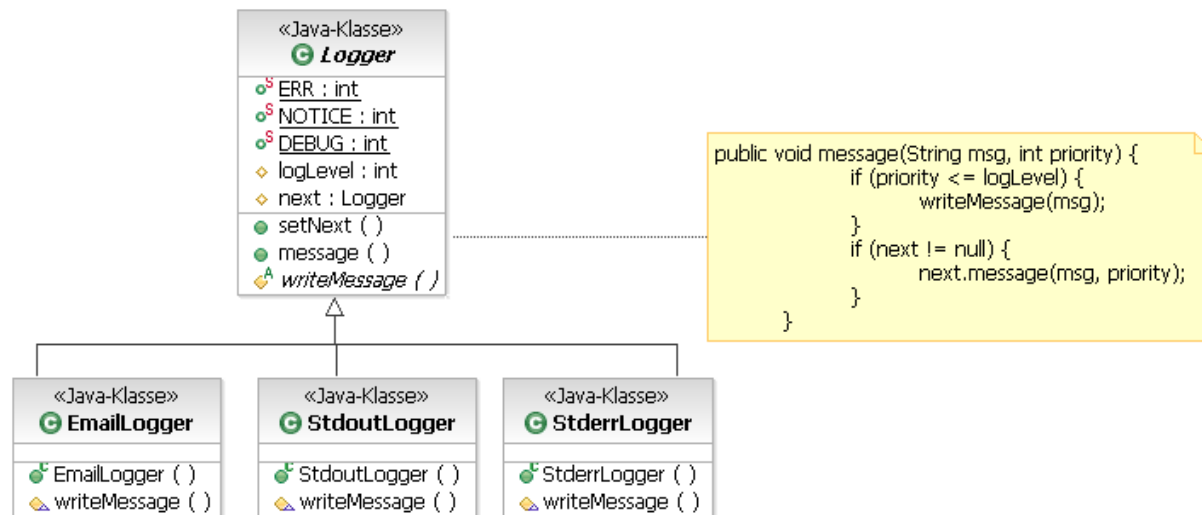 «Java-Klasse»
Logger
ERR : int
NOTICE : int
DEBUG : int
logLevel : int
next : Logger
setNext ( )
message ( )
writeMessage ( )
public void message(String msg, int priority) {
if (priority <= logLevel) {
writeMessage(msg);
}
if (next != null) {
next.message(msg, priority);
}
}
«Java-Klasse»
EmailLogger
EmailLogger ( )
writeMessage ( )
«Java-Klasse»
StdoutLogger
StdoutLogger ( )
writeMessage ( )
«Java-Klasse»
StderrLogger
StderrLogger ( )
writeMessage ( )